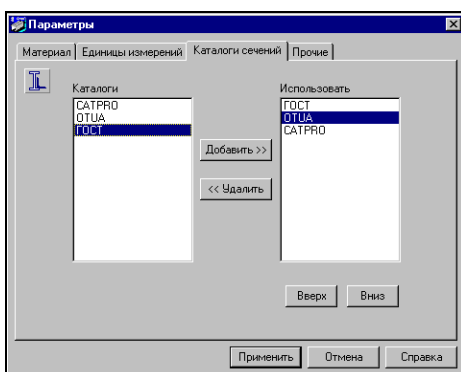 Параметры
Материал Единицы измерений Каталоги сечений Прочие
Каталоги Использовать
CATPRO ГОСТ
OTUA OTUA
ГОСТ CATPRO
Добавить >>
<< Удалить
Вверх Вниз
Применить Отмена Справка